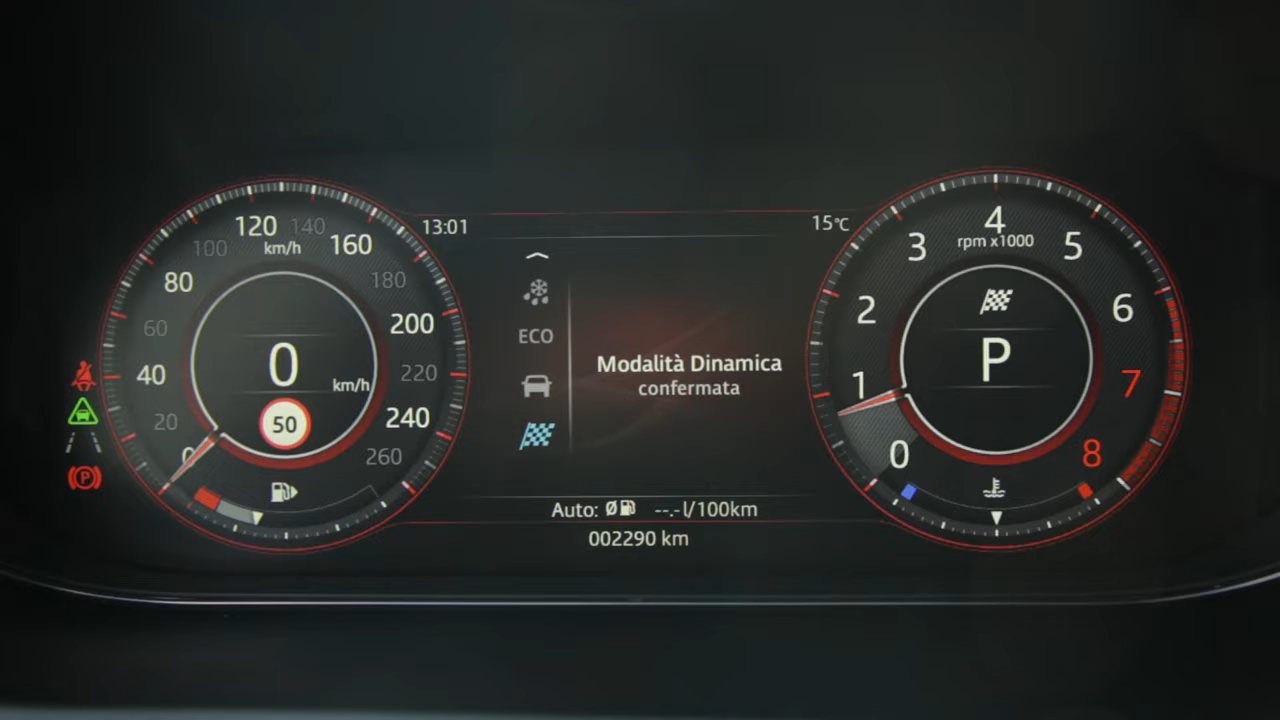 13:01
15°C
0
20
40
60
80
100
120
140
160
180
200
220
240
260
km/h
0
km/h
50
P
ECO
Modalità Dinamica
confermata
Auto: Ø --.- l/100km
002290 km
0
1
2
3
4
5
6
7
8
rpm x1000
P